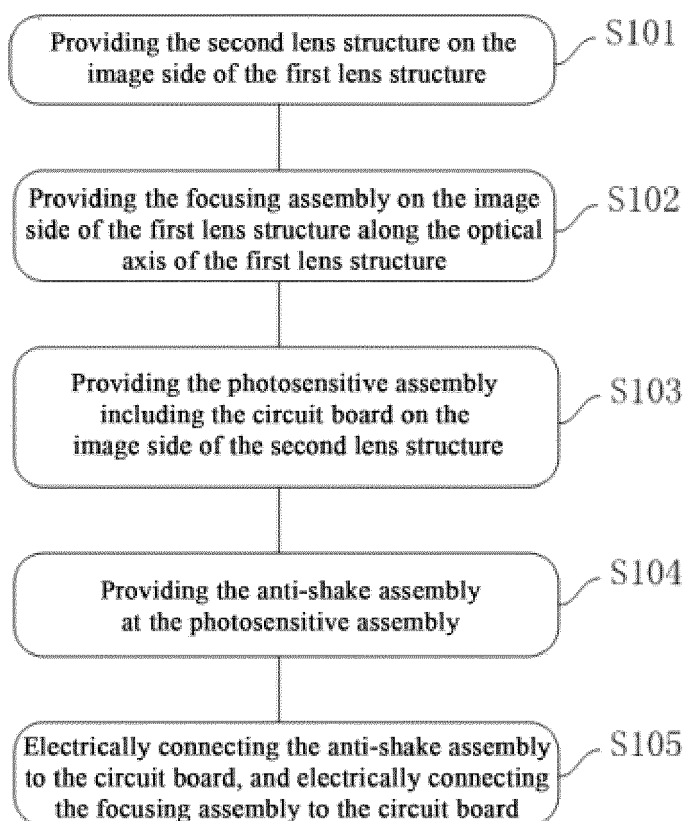 Providing the second lens structure on the
image side of the first lens structure
S101
Providing the focusing assembly on the image
side of the first lens structure along the optical
axis of the first lens structure
S102
Providing the photosensitive assembly
including the circuit board on the
image side of the second lens structure
S103
Providing the anti-shake assembly
at the photosensitive assembly
S104
Electrically connecting the anti-shake assembly
to the circuit board, and electrically connecting
the focusing assembly to the circuit board
S105